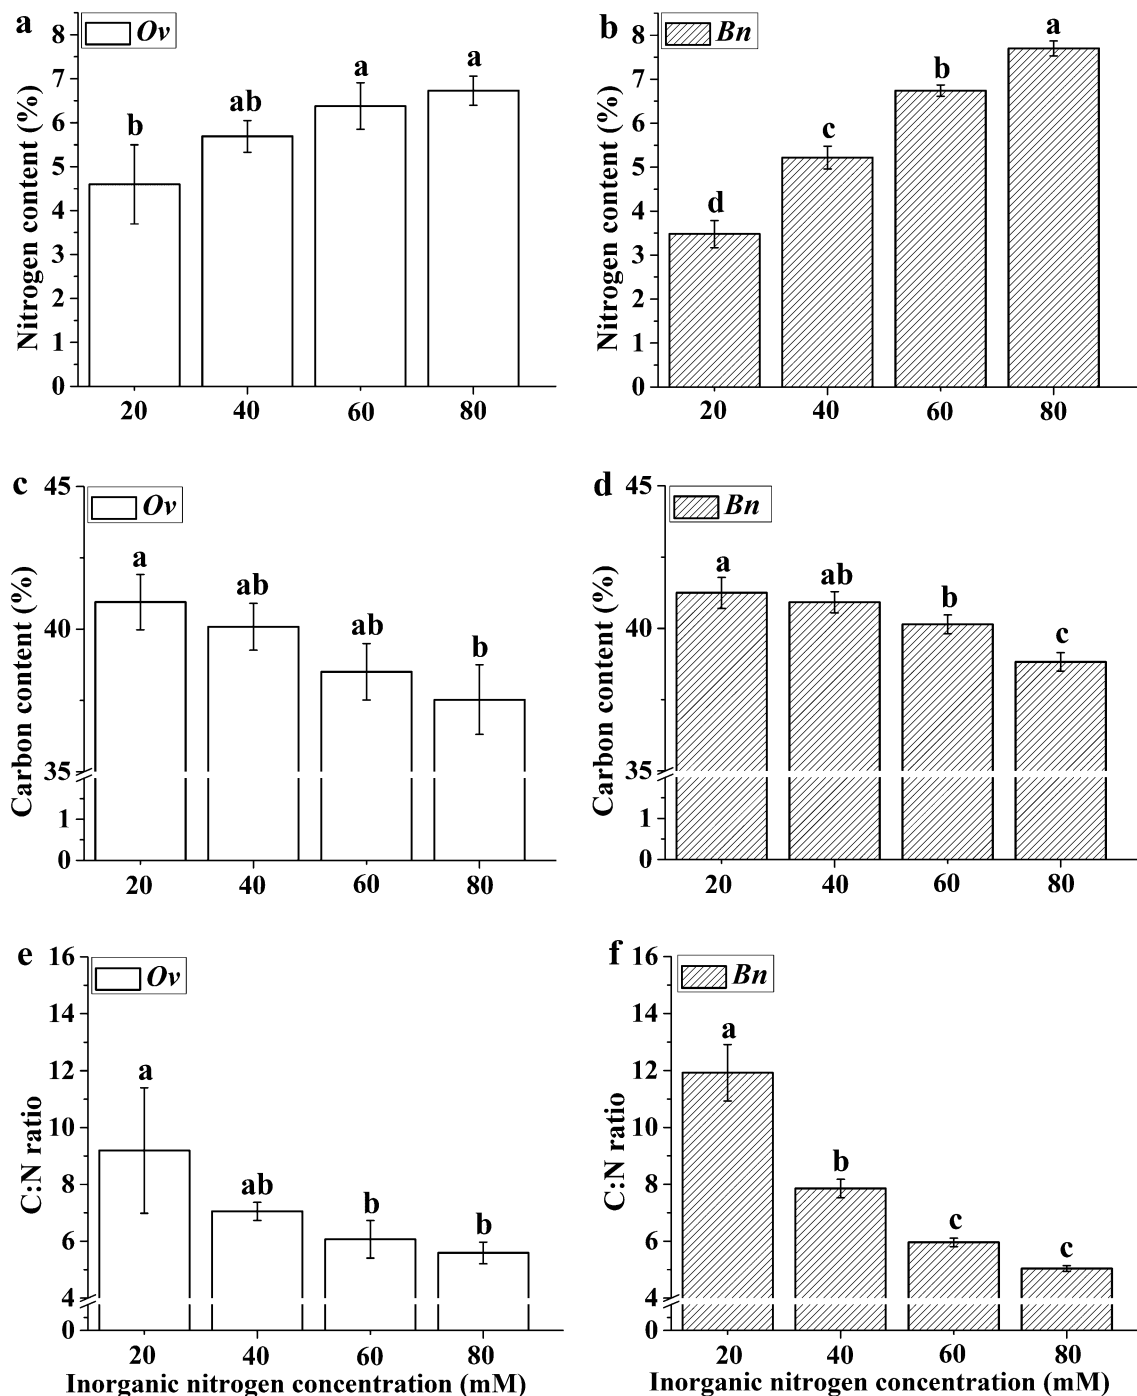 a
Ov
Nitrogen content (%)
8
7
6
5
4
3
2
1
0
b
ab
a
a
20
40
60
80
b
Bn
Nitrogen content (%)
8
7
6
5
4
3
2
1
0
d
c
b
a
20
40
60
80
c
Ov
Carbon content (%)
45
40
35
1
0
a
ab
ab
b
20
40
60
80
d
Bn
Carbon content (%)
45
40
35
1
0
a
ab
b
c
20
40
60
80
e
Ov
C:N ratio
16
14
12
10
8
6
4
0
a
ab
b
b
20
40
60
80
Inorganic nitrogen concentration (mM)
f
Bn
C:N ratio
16
14
12
10
8
6
4
0
a
b
c
c
20
40
60
80
Inorganic nitrogen concentration (mM)